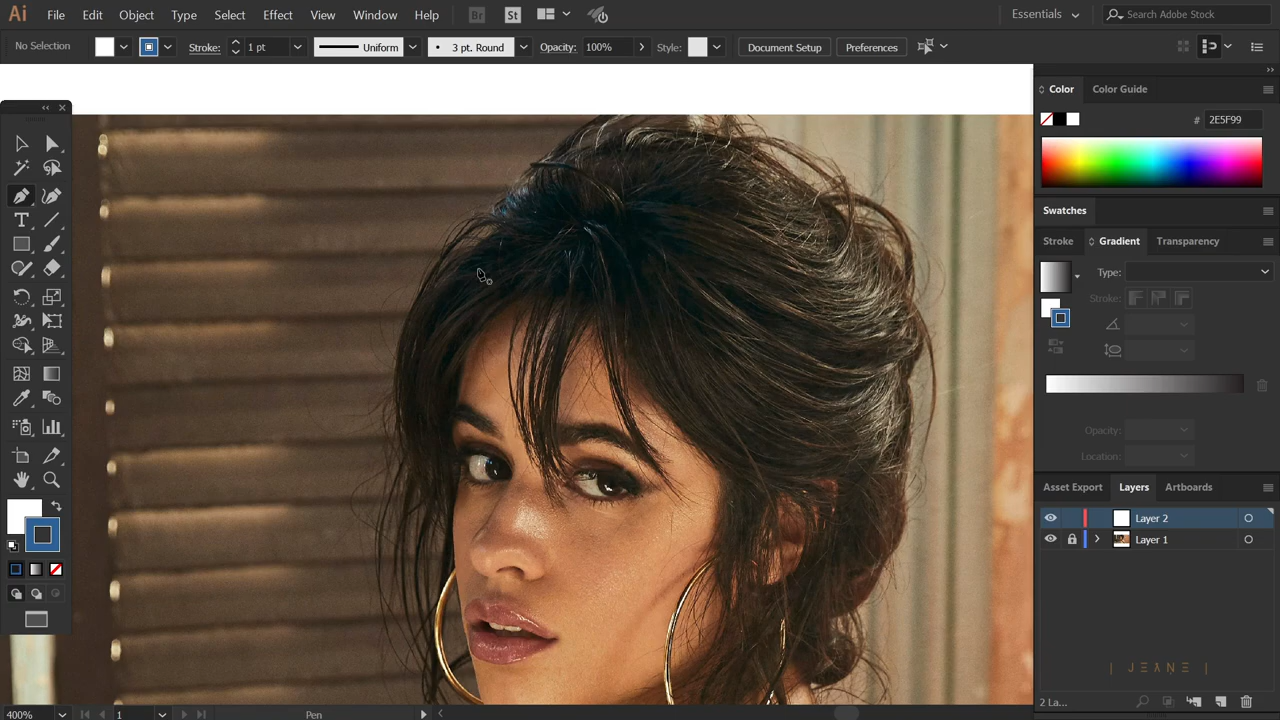 Ai File Edit Object Type Select Effect View Window Help Br St Essentials Search Adobe Stock
No Selection Stroke: 1 pt Uniform 3 pt. Round Opacity: 100% Style: Document Setup Preferences
Color Color Guide
# 2E5F99
Swatches
Stroke Gradient Transparency
Type:
Stroke:
Opacity:
Location:
Asset Export Layers Artboards
Layer 2
Layer 1
| JEANE |
2 La...
400% 1 Pen